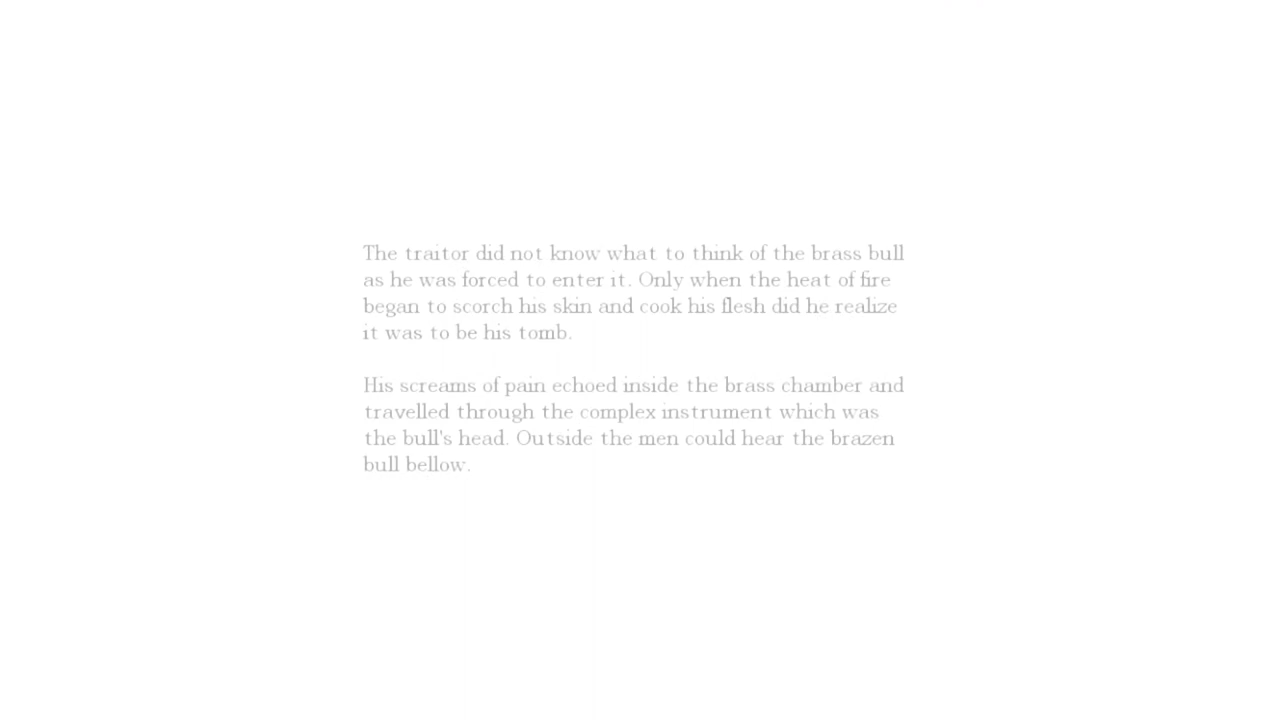 The traitor did not know what to think of the brass bull
as he was forced to enter it. Only when the heat of fire
began to scorch his skin and cook his flesh did he realize
it was to be his tomb.
His screams of pain echoed inside the brass chamber and
travelled through the complex instrument which was
the bull's head. Outside the men could hear the brazen
bull bellow.